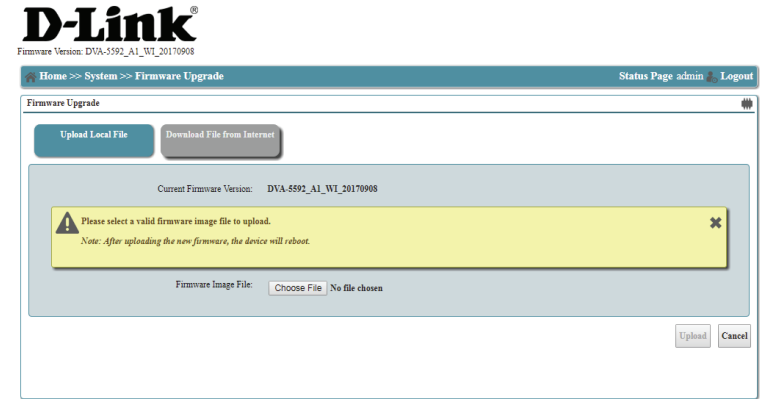 D-Link®
Firmware Version: DVA-5592_A1_WI_20170908
Home >> System >> Firmware Upgrade Status Page admin Logout
Firmware Upgrade
Upload Local File Download File from Internet
Current Firmware Version: DVA-5592_A1_WI_20170908
Please select a valid firmware image file to upload.
Note: After uploading the new firmware, the device will reboot.
Firmware Image File: Choose File No file chosen
Upload Cancel